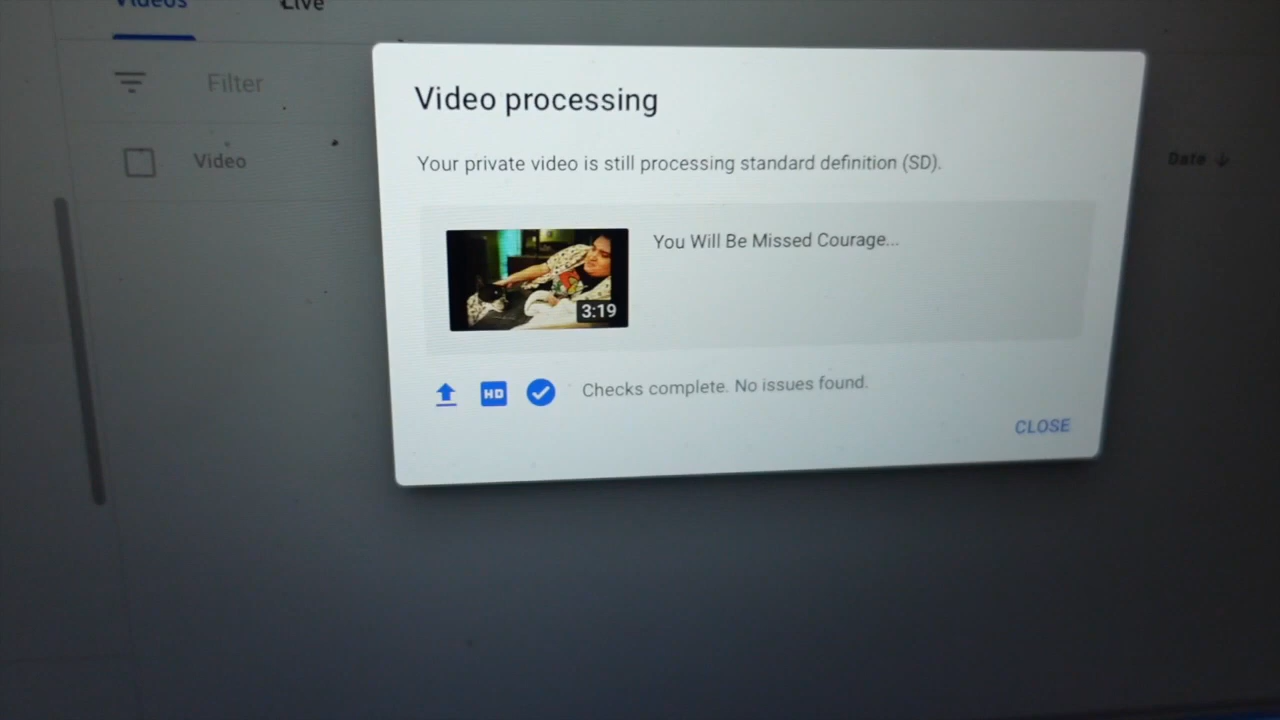 Videos
Live
Filter
Video
Date
Video processing
Your private video is still processing standard definition (SD).
You Will Be Missed Courage...
3:19
HD
Checks complete. No issues found.
CLOSE